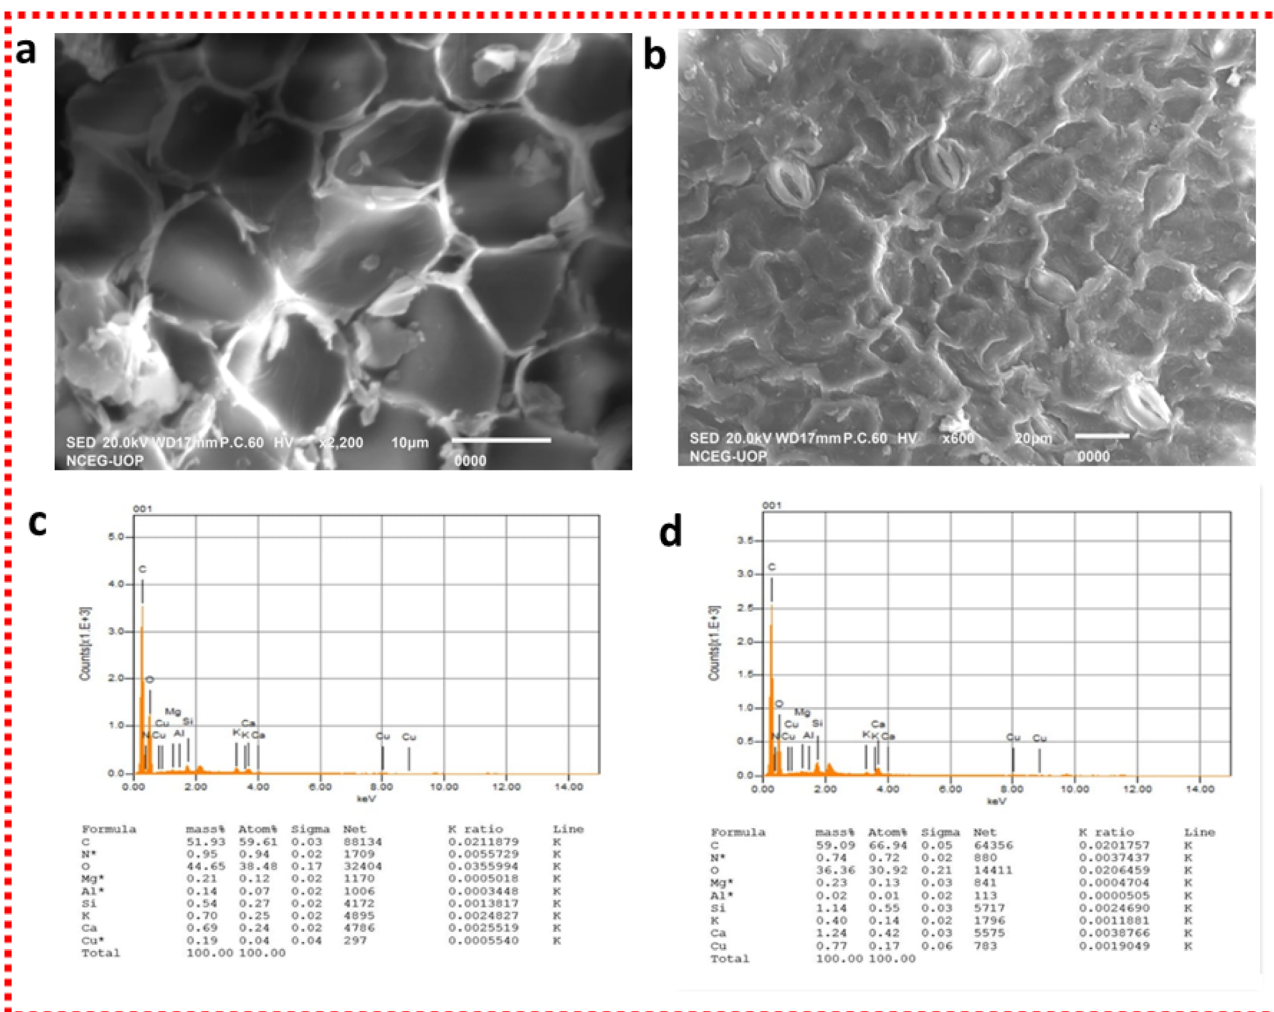 a
SED 20.0kV WD17mm P.C.60 HV x2,200 10µm
NCEG-UOP 0000
b
SED 20.0kV WD17mm P.C.60 HV x600 20µm
NCEG-UOP 0000
c
001
Counts[x1.E+3]
5.0
4.0
3.0
2.0
1.0
0.0
C
O
Mg
Cu Si Ca
N Cu Al K K Ca Cu Cu
0.00 2.00 4.00 6.00 8.00 10.00 12.00 14.00
keV
Formula mass% Atom% Sigma Net K ratio Line
C 51.93 59.61 0.03 88134 0.0211879 K
N* 0.95 0.94 0.02 1709 0.0055729 K
O 44.65 38.48 0.17 32404 0.0355994 K
Mg* 0.21 0.12 0.02 1170 0.0005018 K
Al* 0.14 0.07 0.02 1006 0.0003448 K
Si 0.54 0.27 0.02 4172 0.0013817 K
K 0.70 0.25 0.02 4895 0.0024827 K
Ca 0.69 0.24 0.02 4786 0.0025519 K
Cu* 0.19 0.04 0.04 297 0.0005540 K
Total 100.00 100.00
d
001
Counts[x1.E+3]
3.5
3.0
2.5
2.0
1.5
1.0
0.5
0.0
C
O
Mg
Cu Si Ca
N Cu Al K K Ca Cu Cu
0.00 2.00 4.00 6.00 8.00 10.00 12.00 14.00
keV
Formula mass% Atom% Sigma Net K ratio Line
C 59.09 66.94 0.05 64356 0.0201757 K
N* 0.74 0.72 0.02 880 0.0037437 K
O 36.36 30.92 0.21 14411 0.0206459 K
Mg* 0.23 0.13 0.03 841 0.0004704 K
Al* 0.02 0.01 0.02 113 0.0000505 K
Si 1.14 0.55 0.03 5717 0.0024690 K
K 0.40 0.14 0.02 1796 0.0011881 K
Ca 1.24 0.42 0.03 5575 0.0038766 K
Cu 0.77 0.17 0.06 783 0.0019049 K
Total 100.00 100.00